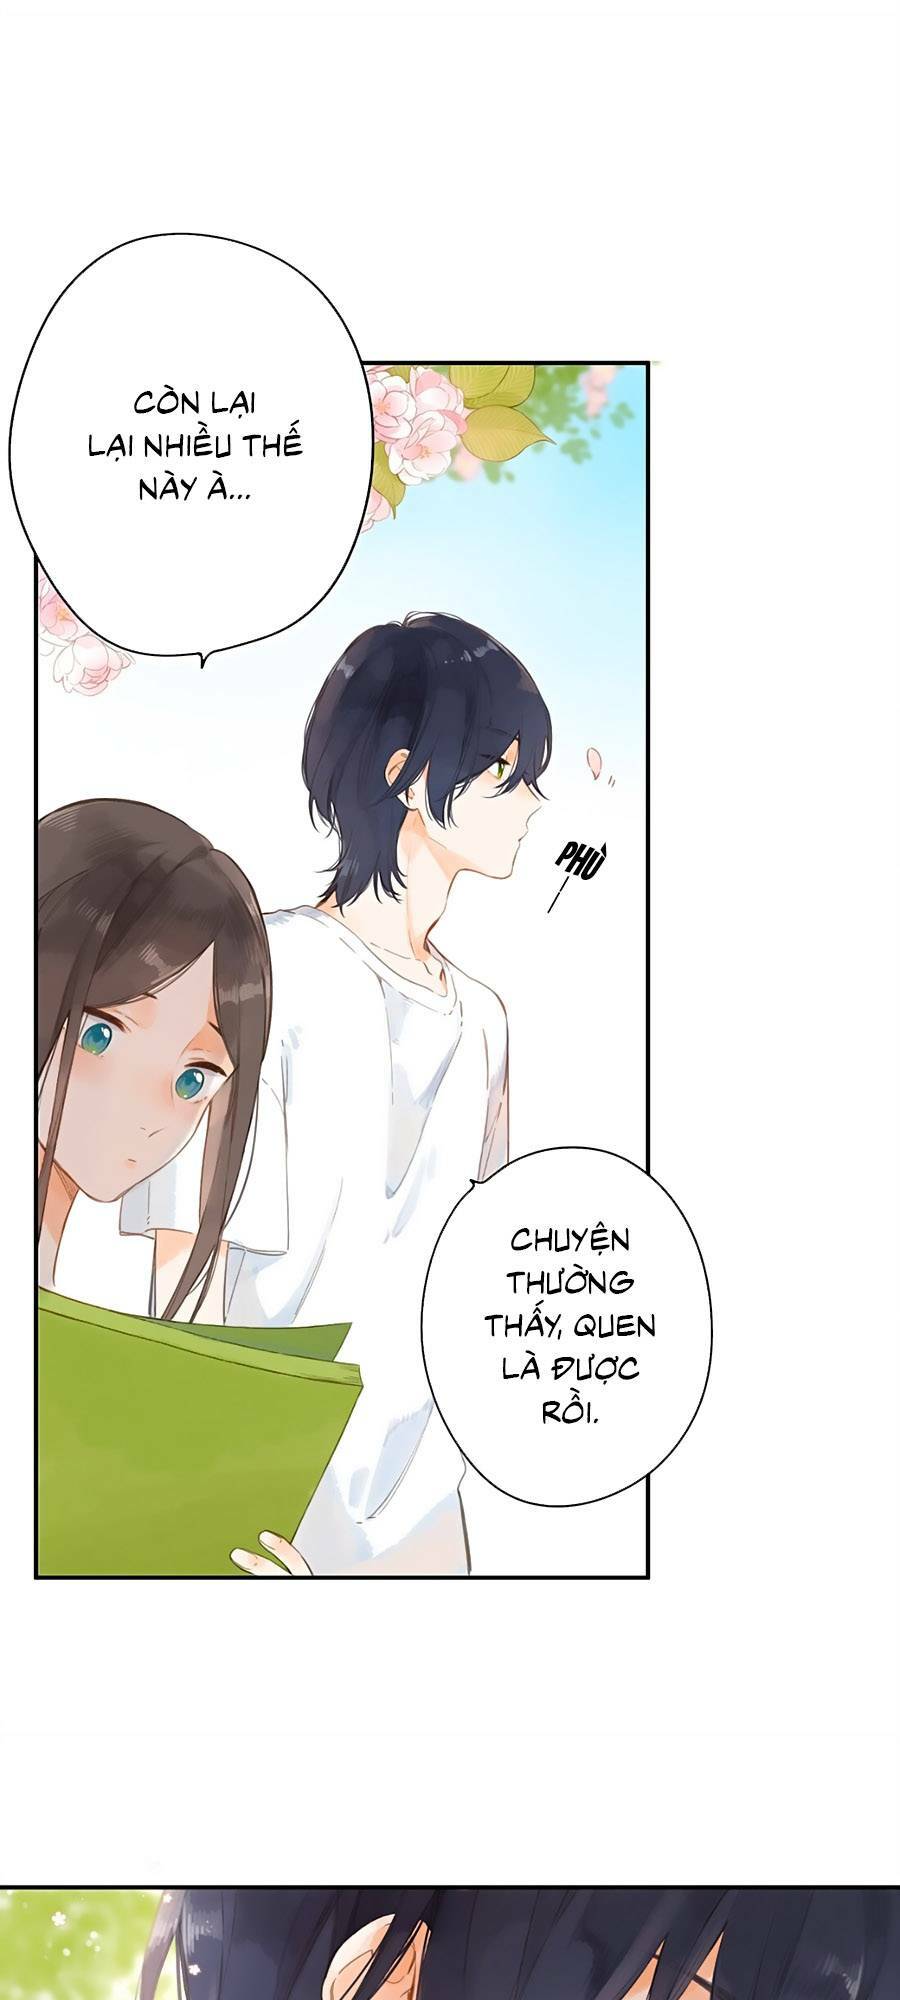 CÒN LẠI
LẠI NHIỀU THẾ
NÀY À...
PHÙ
CHUYỆN
THƯỜNG
THẤY, QUEN
LÀ ĐƯỢC
RỒI.